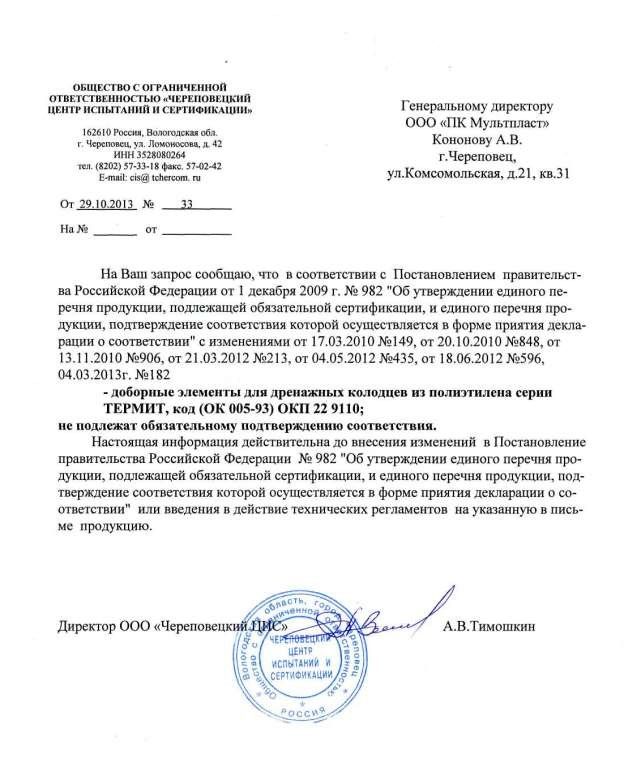 ОБЩЕСТВО С ОГРАНИЧЕННОЙ
ОТВЕТСТВЕННОСТЬЮ «ЧЕРЕПОВЕЦКИЙ
ЦЕНТР ИСПЫТАНИЙ И СЕРТИФИКАЦИИ»
162610 Россия, Вологодская обл.
г. Череповец, ул. Ломоносова, д. 42
ИНН 3528080264
тел. (8202) 57-33-18 факс. 57-02-42
E-mail: cis@ tchercom. ru
От 29.10.2013 № 33
На № от
Генеральному директору
ООО «ПК Мультпласт»
Кононову А.В.
г.Череповец,
ул.Комсомольская, д.21, кв.31
На Ваш запрос сообщаю, что в соответствии с Постановлением правительст-
ва Российской Федерации от 1 декабря 2009 г. № 982 "Об утверждении единого пе-
речня продукции, подлежащей обязательной сертификации, и единого перечня про-
дукции, подтверждение соответствия которой осуществляется в форме приятия декла-
рации о соответствии" с изменениями от 17.03.2010 №149, от 20.10.2010 №848, от
13.11.2010 №906, от 21.03.2012 №213, от 04.05.2012 №435, от 18.06.2012 №596,
04.03.2013г. №182
- доборные элементы для дренажных колодцев из полиэтилена серии
ТЕРМИТ, код (ОК 005-93) ОКП 22 9110;
не подлежат обязательному подтверждению соответствия.
Настоящая информация действительна до внесения изменений в Постановление
правительства Российской Федерации № 982 "Об утверждении единого перечня про-
дукции, подлежащей обязательной сертификации, и единого перечня продукции, под-
тверждение соответствия которой осуществляется в форме приятия декларации о со-
ответствии" или введения в действие технических регламентов на указанную в пись-
ме продукцию.
Директор ООО «Череповецкий ЦИС»
А.В.Тимошкин
Вологодская область, город Череповец
Общество с ограниченной ответственностью
ЧЕРЕПОВЕЦКИЙ
ЦЕНТР
ИСПЫТАНИЙ И
СЕРТИФИКАЦИИ
РОССИЯ